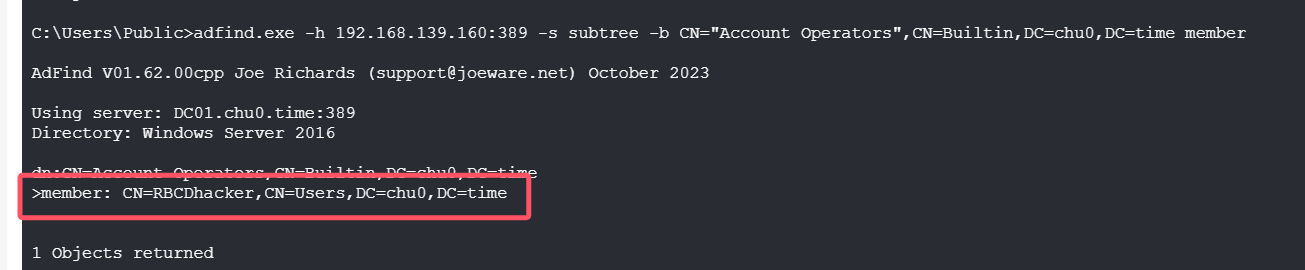 C:\Users\Public>adfind.exe -h 192.168.139.160:389 -s subtree -b CN="Account Operators",CN=Builtin,DC=chu0,DC=time member
AdFind V01.62.00cpp Joe Richards (support@joeware.net) October 2023
Using server: DC01.chu0.time:389
Directory: Windows Server 2016
dn:CN=Account Operators,CN=Builtin,DC=chu0,DC=time
>member: CN=RBCDhacker,CN=Users,DC=chu0,DC=time
1 Objects returned